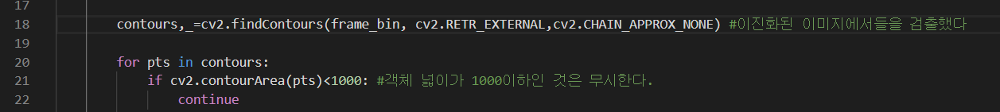 17
18 contours,_=cv2.findContours(frame_bin, cv2.RETR_EXTERNAL,cv2.CHAIN_APPROX_NONE) #이진화된 이미지에서들을 검출했다
19
20 for pts in contours:
21 if cv2.contourArea(pts)<1000: #객체 넓이가 1000이하인 것은 무시한다.
22 continue